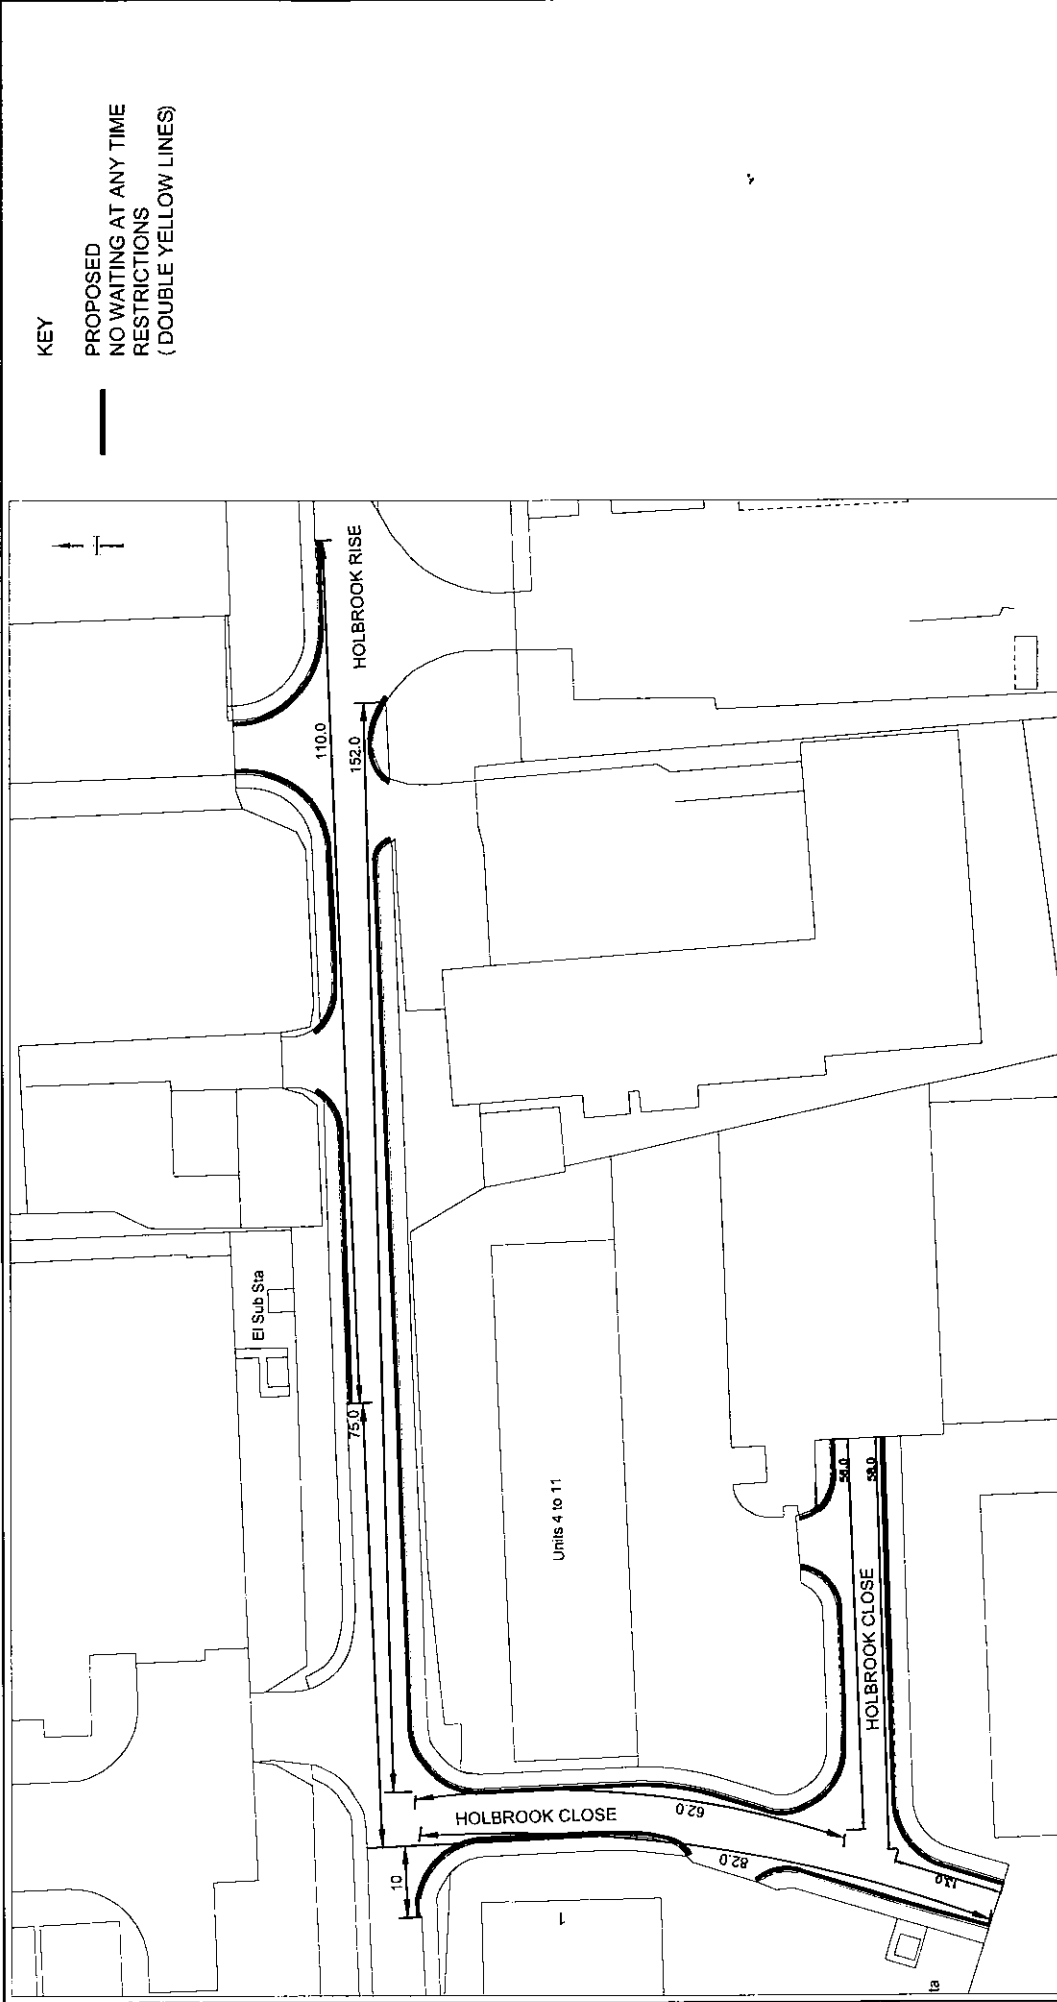 KEY
PROPOSED
NO WAITING AT ANY TIME
RESTRICTIONS
( DOUBLE YELLOW LINES)
HOLBROOK RISE
110.0
152.0
El Sub Sta
75.0
Units 4 to 11
58.0
HOLBROOK CLOSE
HOLBROOK CLOSE
62.0
82.0
10
13.0
1
ta